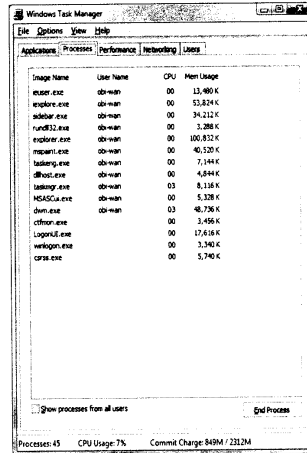 Windows Task Manager
File Options View Help
Applications Processes Performance Networking Users
Image Name User Name CPU Mem Usage
ieuser.exe obi-wan 00 13,480 K
iexplore.exe obi-wan 00 53,824 K
sidebar.exe obi-wan 00 34,212 K
rundll32.exe obi-wan 00 3,288 K
explorer.exe obi-wan 00 100,832 K
mspaint.exe obi-wan 00 40,520 K
taskeng.exe obi-wan 00 7,144 K
dllhost.exe obi-wan 00 4,844 K
taskmgr.exe obi-wan 03 8,116 K
MSASCui.exe obi-wan 00 5,328 K
dwm.exe obi-wan 03 48,736 K
ctfmon.exe 00 3,456 K
LogonUI.exe 00 17,616 K
winlogon.exe 00 3,340 K
csrss.exe 00 5,740 K
Show processes from all users End Process
Processes: 45 CPU Usage: 7% Commit Charge: 849M / 2312M